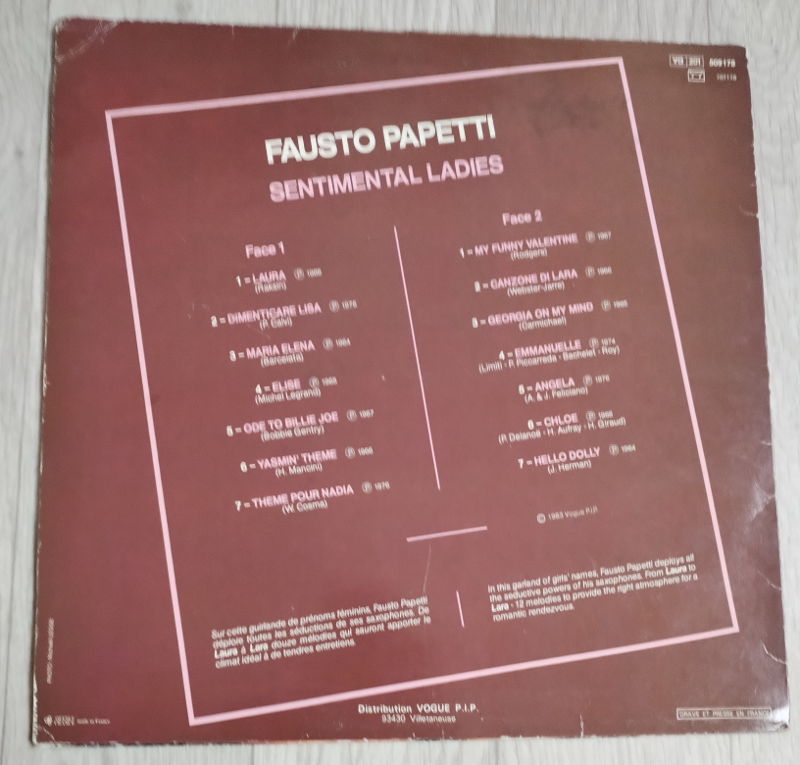 VG 201 509178
FAUSTO PAPETTI
SENTIMENTAL LADIES
Face 1
1 = LAURA Ⓟ 1966
(Raksin)
2 = DIMENTICARE LISA Ⓟ 1976
(P. Calvi)
3 = MARIA ELENA Ⓟ 1964
(Barcelata)
4 = ELISE Ⓟ
(Michel Legrand)
5 = ODE TO BILLIE JOE Ⓟ 1967
(Bobbie Gentry)
6 = YASMIN' THEME Ⓟ 1966
(H. Mancini)
7 = THEME POUR NADIA Ⓟ 1976
(W. Cosma)
Face 2
1 = MY FUNNY VALENTINE Ⓟ 1967
(Rodgers)
2 = CANZONE DI LARA Ⓟ 1966
(Webster-Jarre)
3 = GEORGIA ON MY MIND Ⓟ 1965
(Carmichael)
4 = EMMANUELLE Ⓟ 1974
(Limiti - P. Piccarreda - Bachelet - Roy)
5 = ANGELA Ⓟ 1976
(A. & J. Feliciano)
6 = CHLOE Ⓟ
(P. Delanoë - H. Aufray - H. Giraud)
7 = HELLO DOLLY Ⓟ 1964
(J. Herman)
© 1983 Vogue P.I.P.
Sur cette guirlande de prénoms féminins, Fausto Papetti
déploie toutes les séductions de ses saxophones. De
Laura à Lara douze mélodies qui sauront apporter le
climat idéal à de tendres entretiens.
In this garland of girls' names, Fausto Papetti deploys all
the seductive powers of his saxophones. From Laura to
Lara - 12 melodies to provide the right atmosphere for a
romantic rendezvous.
Distribution VOGUE P.I.P.
93430 Villetaneuse
Made in France
GRAVE ET PRESSE EN FRANCE